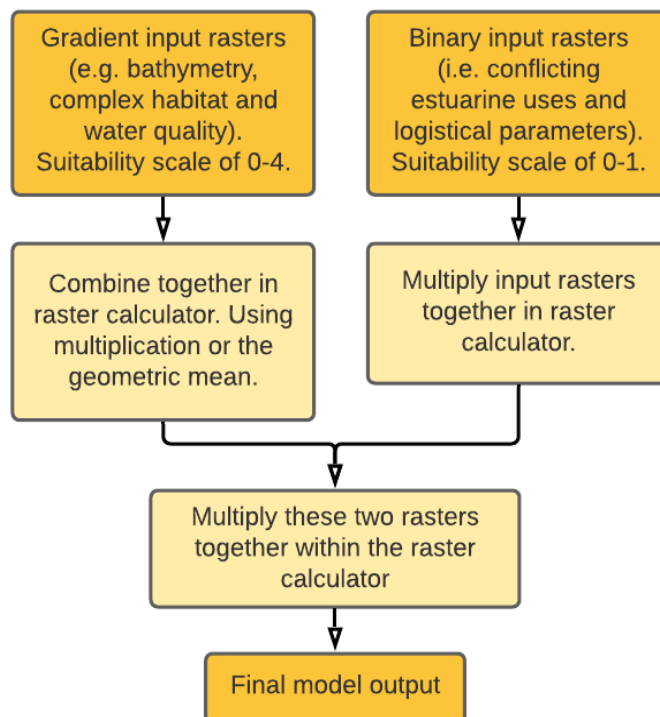 Gradient input rasters
(e.g. bathymetry,
complex habitat and
water quality).
Suitability scale of 0-4.
Binary input rasters
(i.e. conflicting
estuarine uses and
logistical parameters).
Suitability scale of 0-1.
Combine together in
raster calculator. Using
multiplication or the
geometric mean.
Multiply input rasters
together in raster
calculator.
Multiply these two rasters
together within the raster
calculator
Final model output